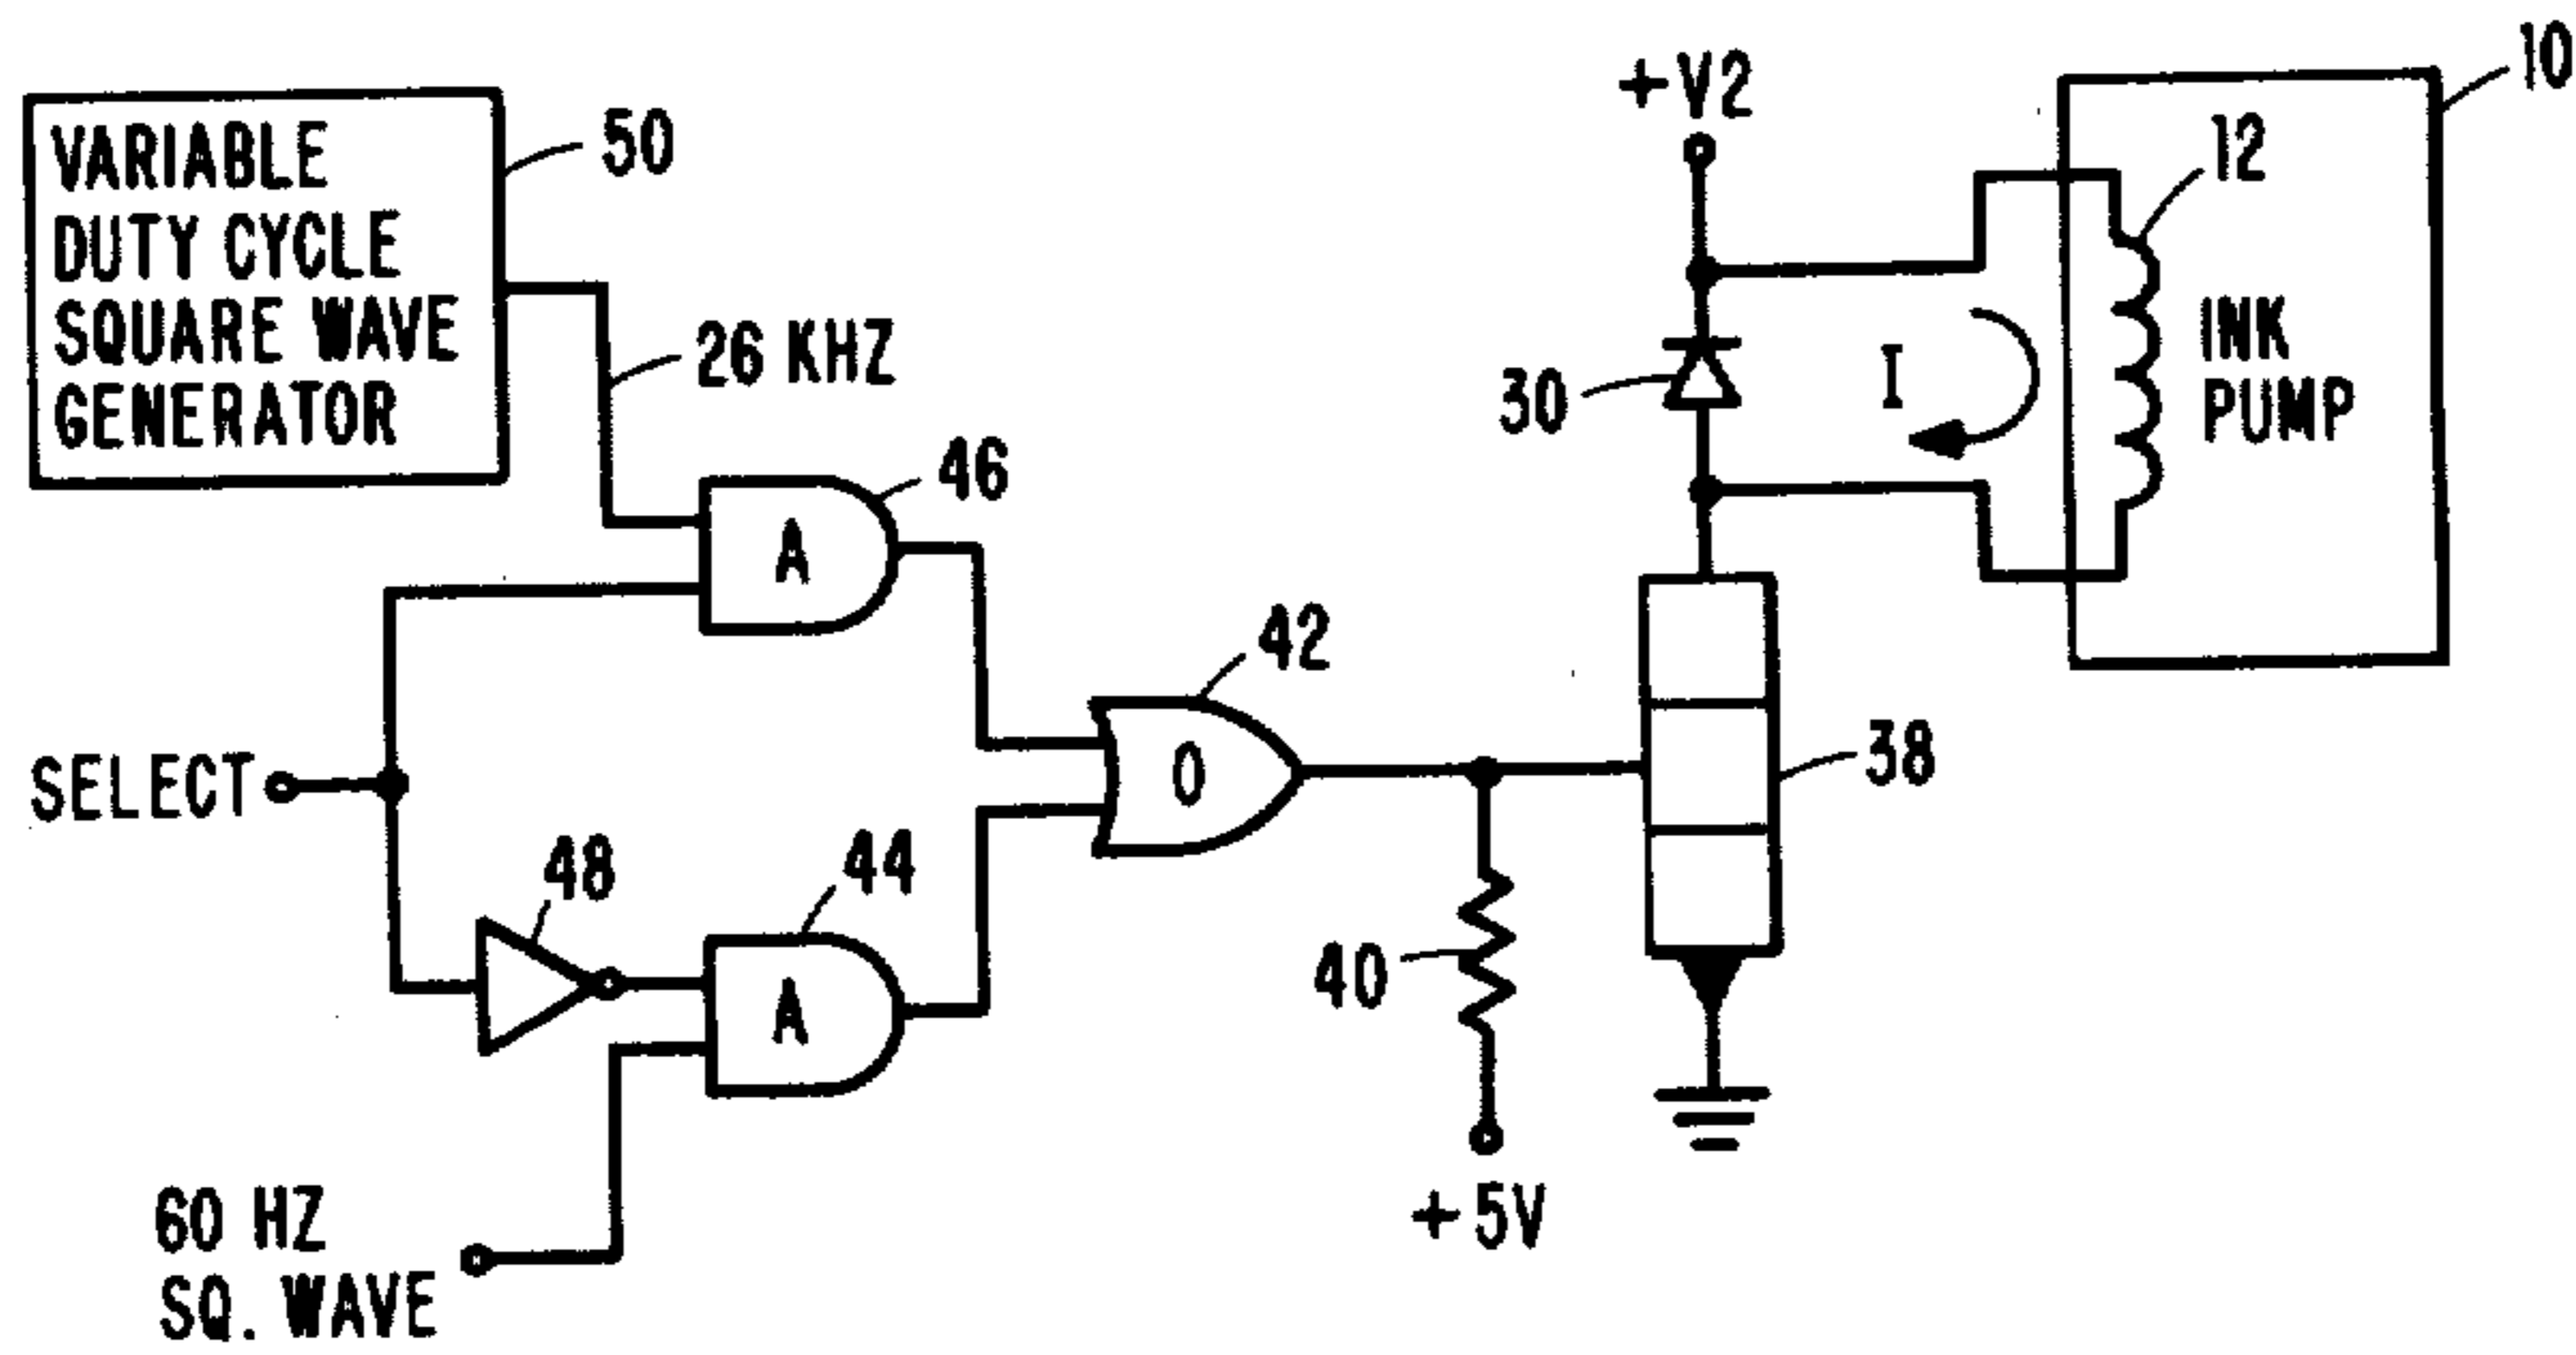 VARIABLE
DUTY CYCLE
SQUARE WAVE
GENERATOR
50
26 KHZ
46
A
SELECT
48
44
A
60 HZ
SQ. WAVE
42
O
40
+5V
38
+V2
30
I
10
12
INK
PUMP